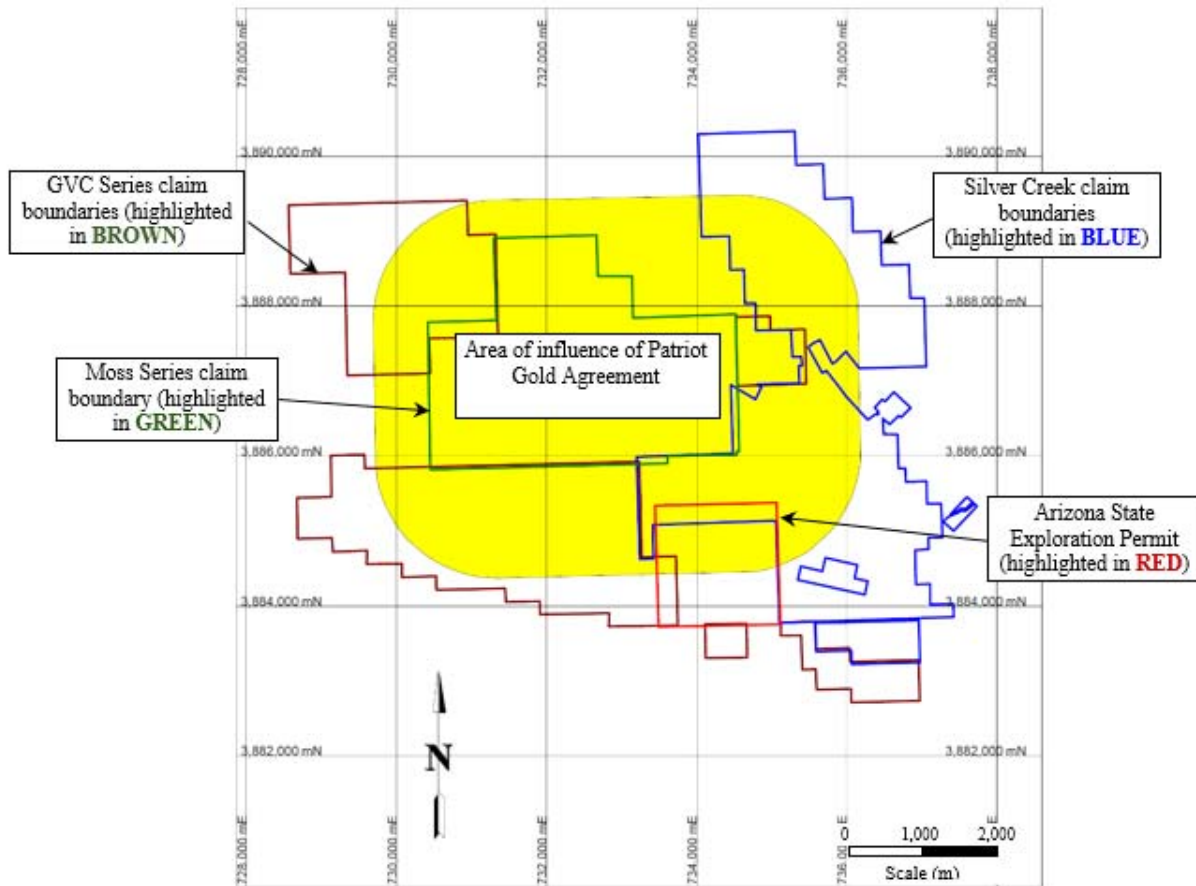 728,000 mE
730,000 mE
732,000 mE
734,000 mE
736,000 mE
738,000 mE
3,890,000 mN
3,890,000 mN
GVC Series claim
boundaries (highlighted
in BROWN)
Silver Creek claim
boundaries
(highlighted in BLUE)
3,888,000 mN
3,888,000 mN
Area of influence of Patriot
Gold Agreement
Moss Series claim
boundary (highlighted
in GREEN)
3,886,000 mN
3,886,000 mN
Arizona State
Exploration Permit
(highlighted in RED)
3,884,000 mN
3,884,000 mN
3,882,000 mN
3,882,000 mN
N
728,000 mE
730,000 mE
732,000 mE
734,000 mE
736,00
0 1,000 2,000
Scale (m)